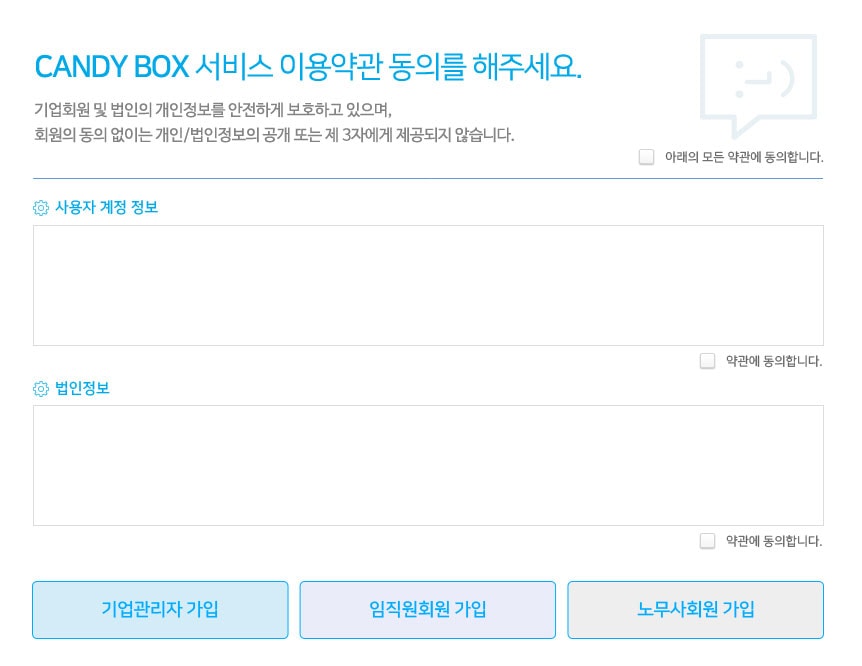 CANDY BOX 서비스 이용약관 동의를 해주세요.
기업회원 및 법인의 개인정보를 안전하게 보호하고 있으며,
회원의 동의 없이는 개인/법인정보의 공개 또는 제 3자에게 제공되지 않습니다.
아래의 모든 약관에 동의합니다.
사용자 계정 정보
약관에 동의합니다.
법인정보
약관에 동의합니다.
기업관리자 가입
임직원회원 가입
노무사회원 가입